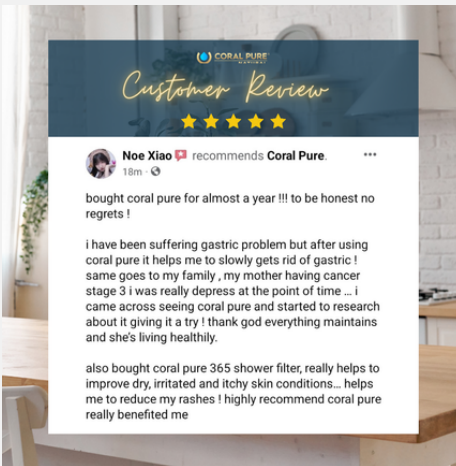 CORAL PURE
Customer Review
Noe Xiao recommends Coral Pure.
18m
bought coral pure for almost a year !!! to be honest no
regrets !
i have been suffering gastric problem but after using
coral pure it helps me to slowly gets rid of gastric !
same goes to my family , my mother having cancer
stage 3 i was really depress at the point of time ... i
came across seeing coral pure and started to research
about it giving it a try ! thank god everything maintains
and she's living healthily.
also bought coral pure 365 shower filter, really helps to
improve dry, irritated and itchy skin conditions... helps
me to reduce my rashes ! highly recommend coral pure
really benefited me